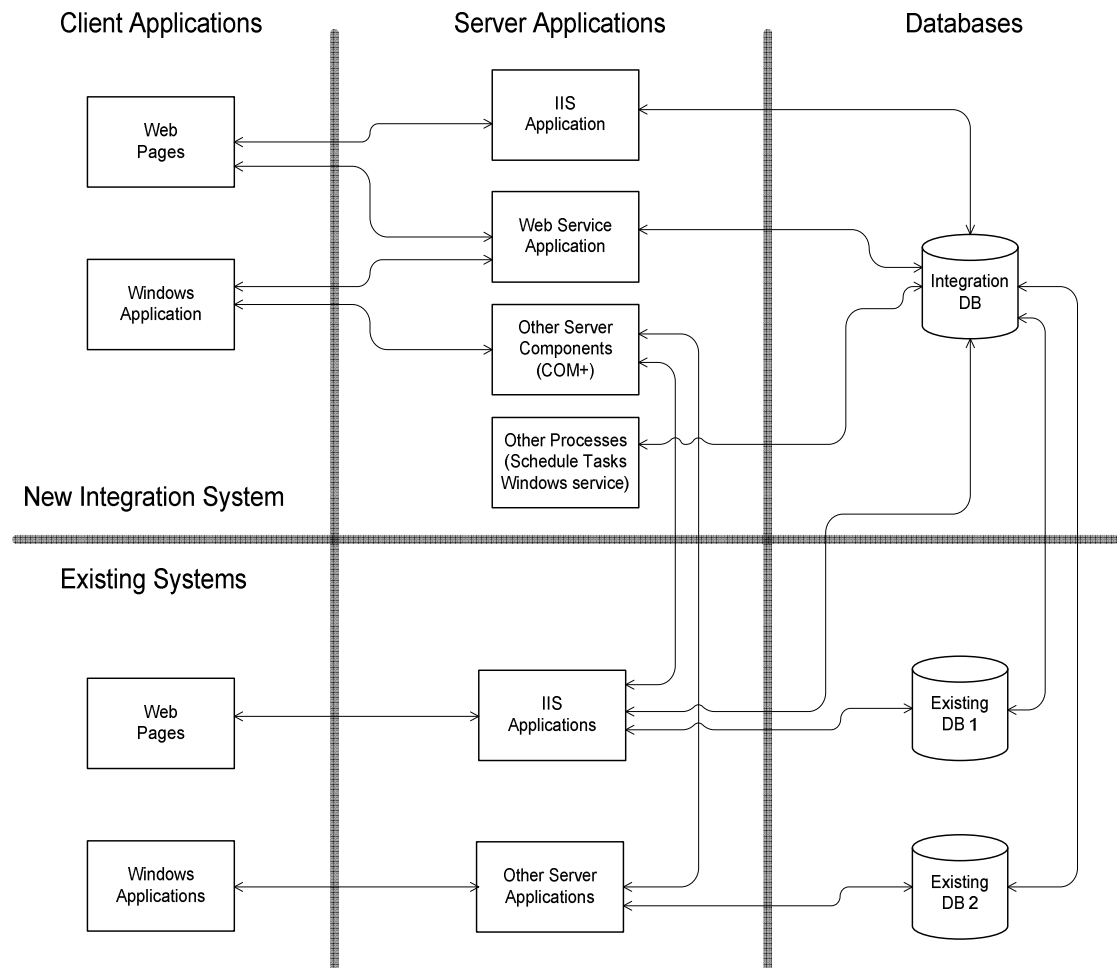 Client Applications
Server Applications
Databases
Web
Pages
IIS
Application
Web Service
Application
Windows
Application
Integration
DB
Other Server
Components
(COM+)
Other Processes
(Schedule Tasks
Windows service)
New Integration System
Existing Systems
Web
Pages
IIS
Applications
Existing
DB 1
Windows
Applications
Other Server
Applications
Existing
DB 2